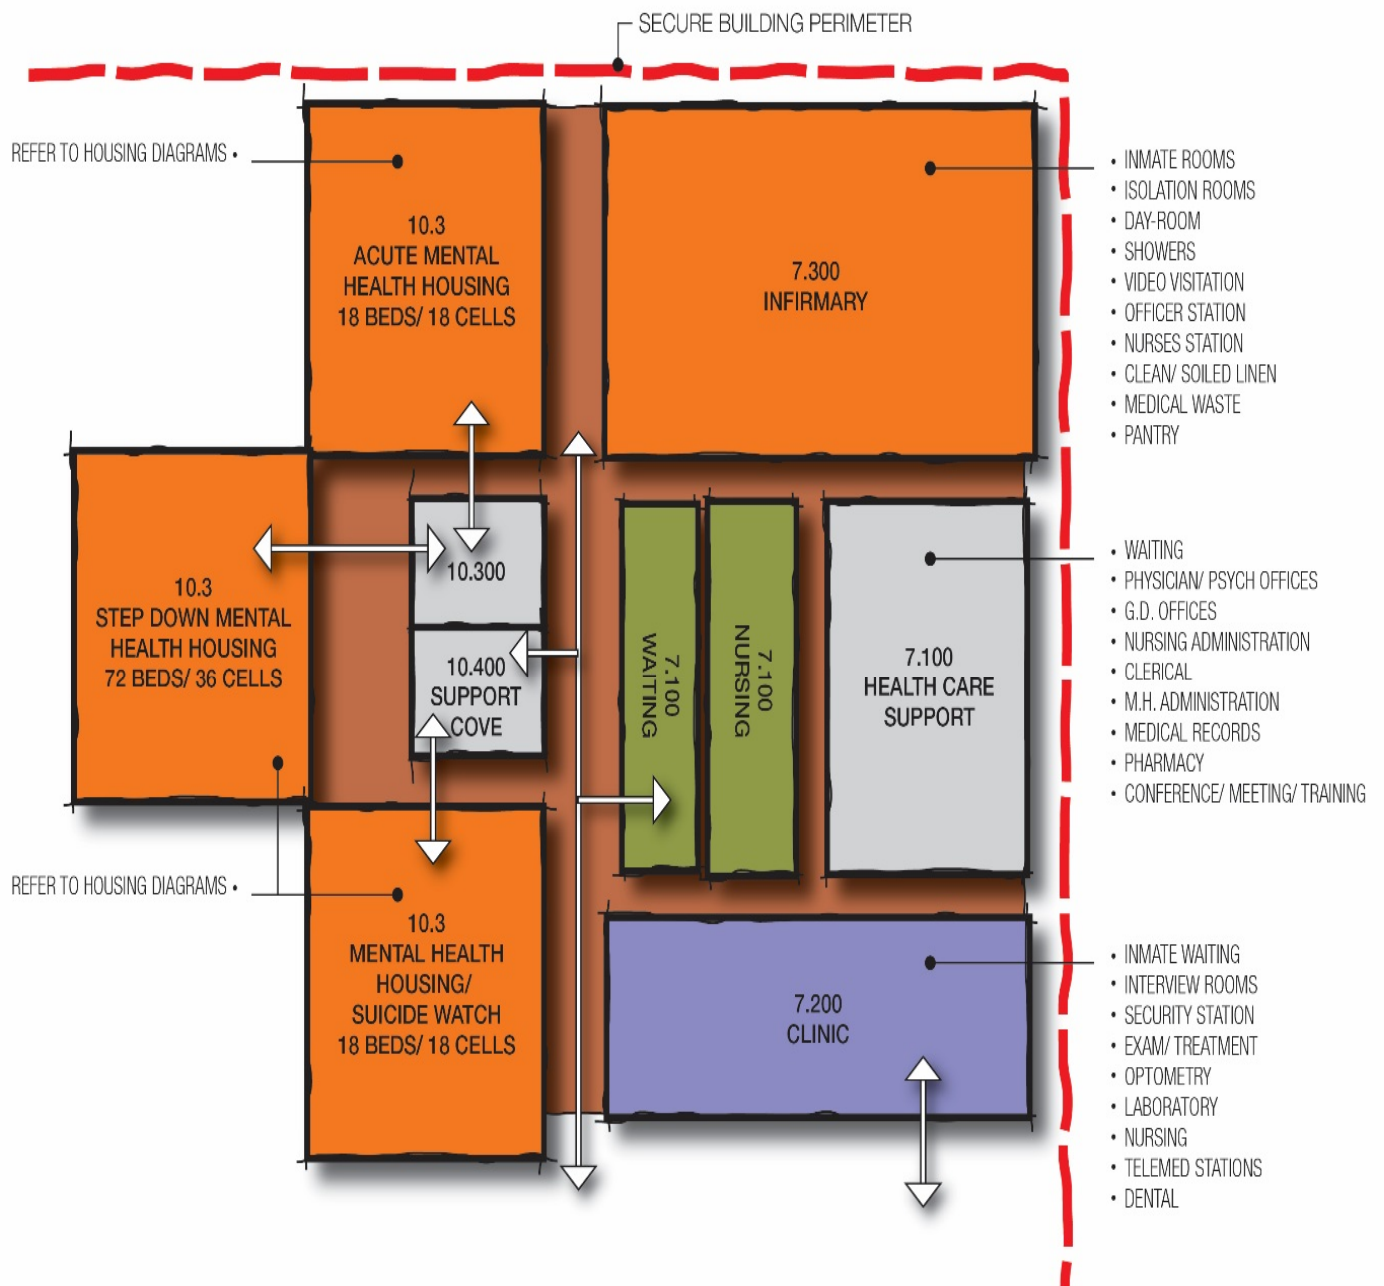 SECURE BUILDING PERIMETER
REFER TO HOUSING DIAGRAMS •
10.3
ACUTE MENTAL
HEALTH HOUSING
18 BEDS/ 18 CELLS
7.300
INFIRMARY
• INMATE ROOMS
• ISOLATION ROOMS
• DAY-ROOM
• SHOWERS
• VIDEO VISITATION
• OFFICER STATION
• NURSES STATION
• CLEAN/ SOILED LINEN
• MEDICAL WASTE
• PANTRY
10.3
STEP DOWN MENTAL
HEALTH HOUSING
72 BEDS/ 36 CELLS
10.300
10.400
SUPPORT
COVE
7.100
WAITING
7.100
NURSING
7.100
HEALTH CARE
SUPPORT
• WAITING
• PHYSICIAN/ PSYCH OFFICES
• G.D. OFFICES
• NURSING ADMINISTRATION
• CLERICAL
• M.H. ADMINISTRATION
• MEDICAL RECORDS
• PHARMACY
• CONFERENCE/ MEETING/ TRAINING
REFER TO HOUSING DIAGRAMS •
10.3
MENTAL HEALTH
HOUSING/
SUICIDE WATCH
18 BEDS/ 18 CELLS
7.200
CLINIC
• INMATE WAITING
• INTERVIEW ROOMS
• SECURITY STATION
• EXAM/ TREATMENT
• OPTOMETRY
• LABORATORY
• NURSING
• TELEMED STATIONS
• DENTAL